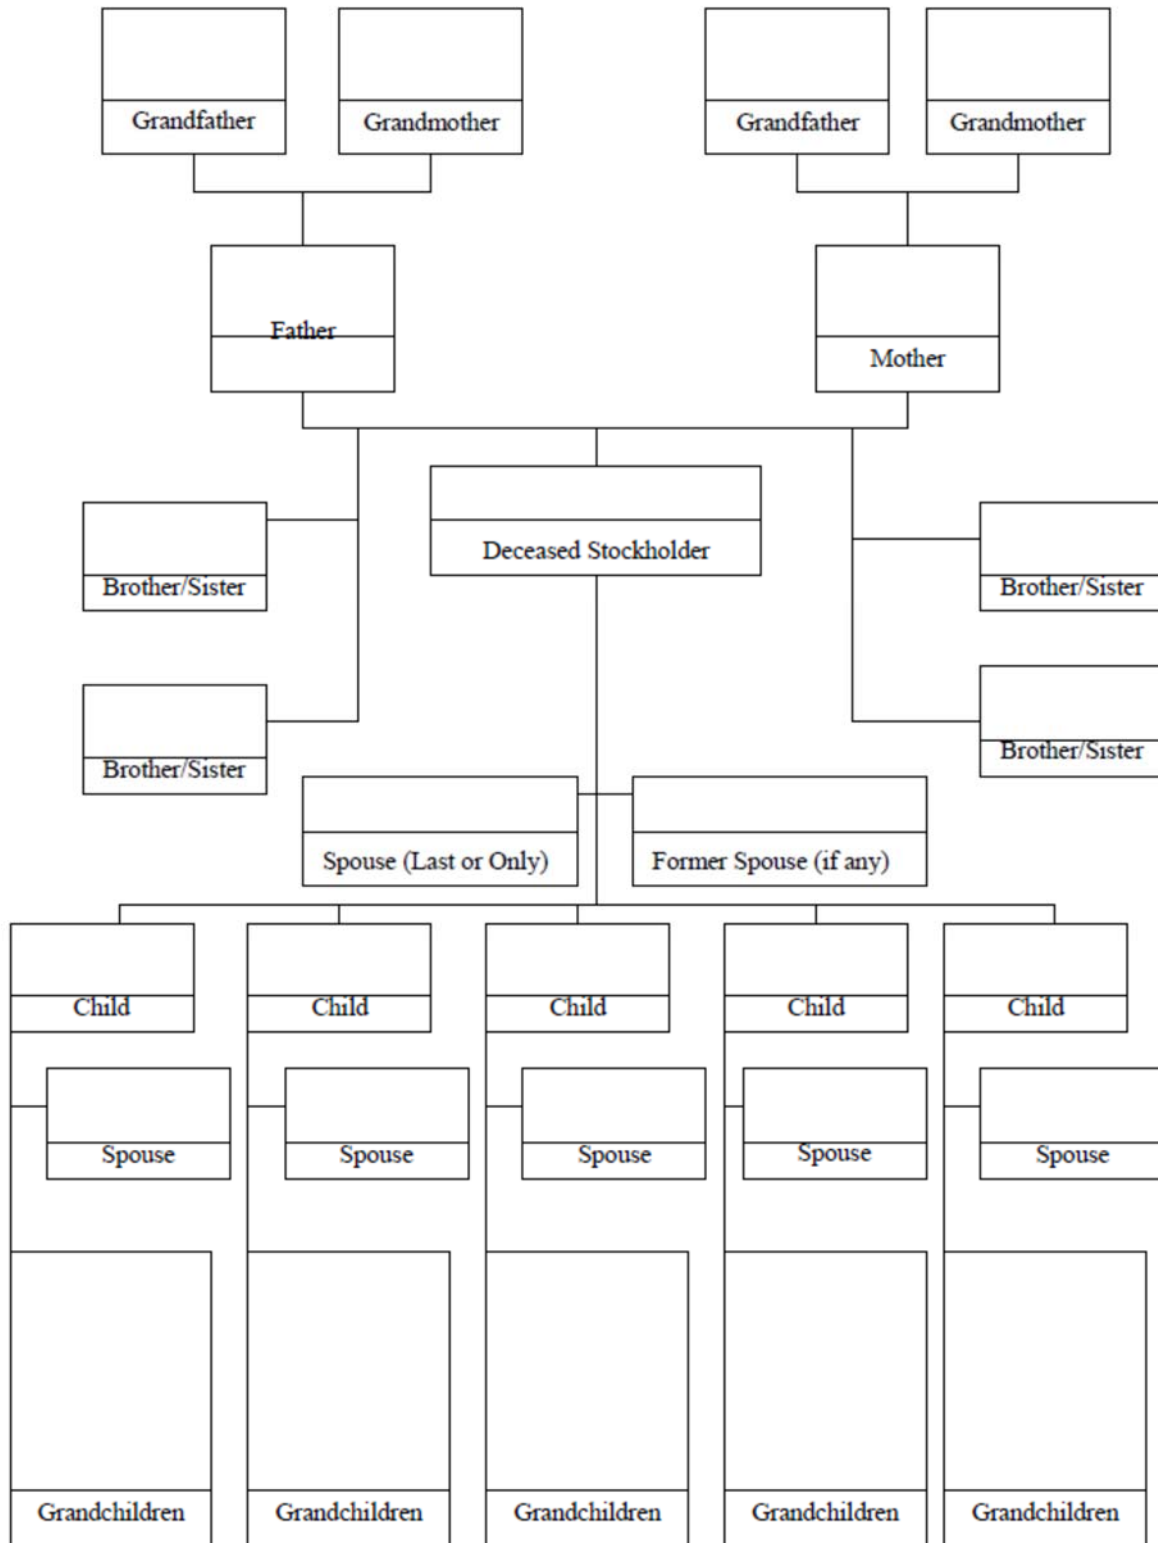 Grandfather
Grandmother
Grandfather
Grandmother
Father
Mother
Deceased Stockholder
Brother/Sister
Brother/Sister
Brother/Sister
Brother/Sister
Spouse (Last or Only)
Former Spouse (if any)
Child
Child
Child
Child
Child
Spouse
Spouse
Spouse
Spouse
Spouse
Grandchildren
Grandchildren
Grandchildren
Grandchildren
Grandchildren